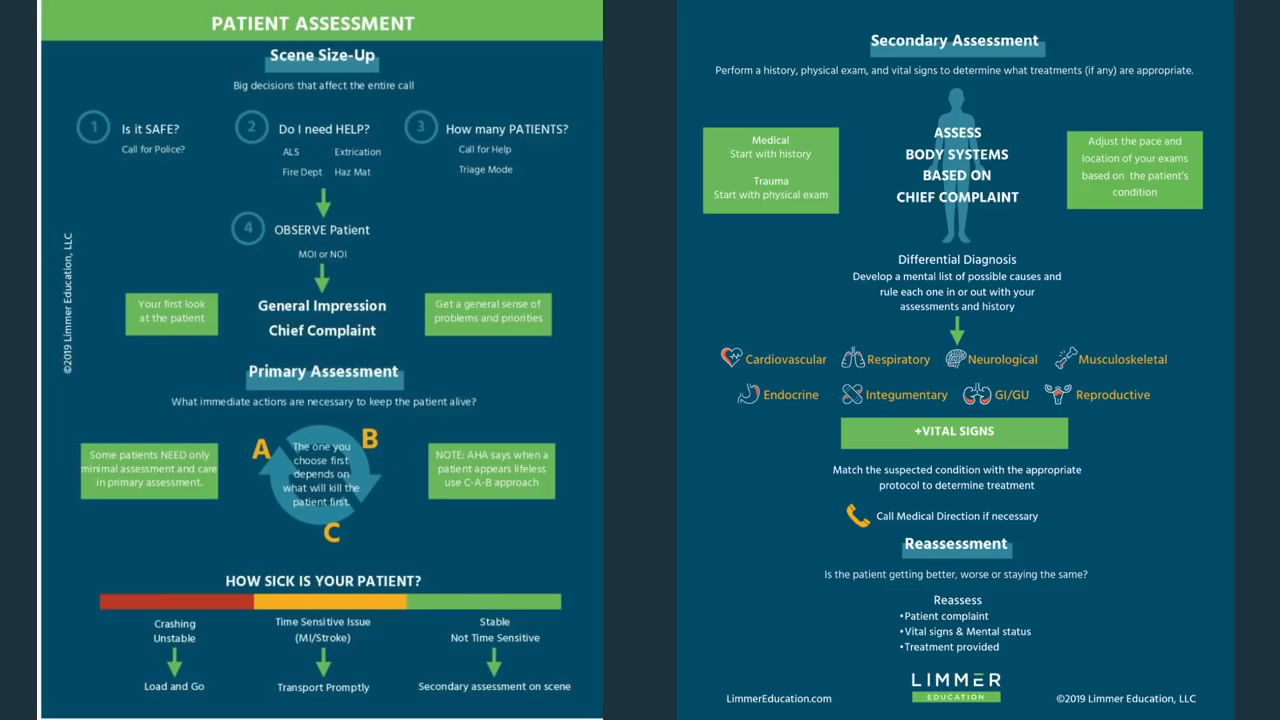 PATIENT ASSESSMENT
Scene Size-Up
Big decisions that affect the entire call
1
Is it SAFE?
Call for Police?
2
Do I need HELP?
ALS
Extrication
Fire Dept
Haz Mat
3
How many PATIENTS?
Call for Help
Triage Mode
4
OBSERVE Patient
MOI or NOI
Your first look
at the patient
General Impression
Chief Complaint
Get a general sense of
problems and priorities
©2019 Limmer Education, LLC
Primary Assessment
What immediate actions are necessary to keep the patient alive?
Some patients NEED only
minimal assessment and care
in primary assessment.
A
B
C
The one you
choose first
depends on
what will kill the
patient first.
NOTE: AHA says when a
patient appears lifeless
use C-A-B approach
HOW SICK IS YOUR PATIENT?
Crashing
Unstable
Time Sensitive Issue
(MI/Stroke)
Stable
Not Time Sensitive
Load and Go
Transport Promptly
Secondary assessment on scene
Secondary Assessment
Perform a history, physical exam, and vital signs to determine what treatments (if any) are appropriate.
Medical
Start with history
Trauma
Start with physical exam
ASSESS
BODY SYSTEMS
BASED ON
CHIEF COMPLAINT
Adjust the pace and
location of your exams
based on the patient's
condition
Differential Diagnosis
Develop a mental list of possible causes and
rule each one in or out with your
assessments and history
Cardiovascular
Respiratory
Neurological
Musculoskeletal
Endocrine
Integumentary
GI/GU
Reproductive
+VITAL SIGNS
Match the suspected condition with the appropriate
protocol to determine treatment
Call Medical Direction if necessary
Reassessment
Is the patient getting better, worse or staying the same?
Reassess
•Patient complaint
•Vital signs & Mental status
•Treatment provided
LimmerEducation.com
LIMMER
EDUCATION
©2019 Limmer Education, LLC